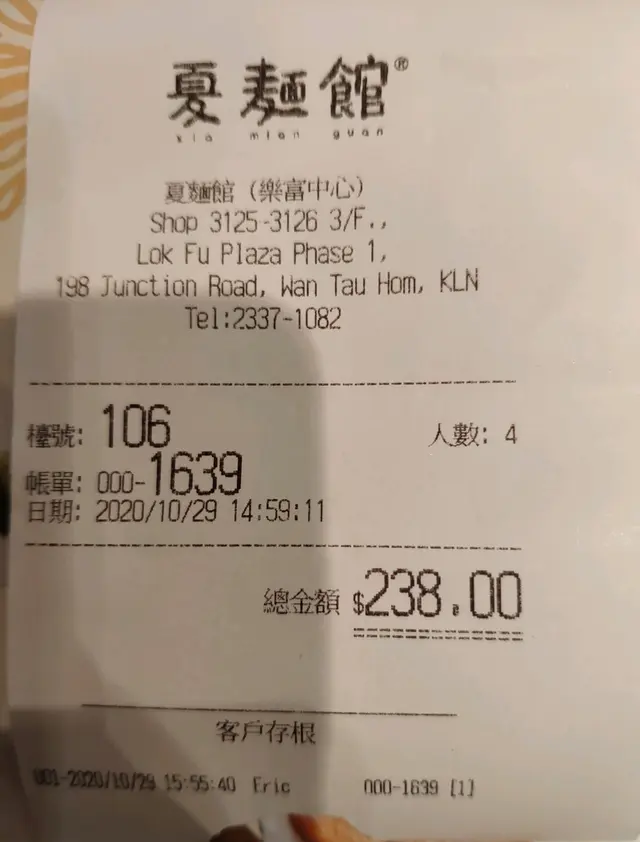 夏麵館®
xia mian guan
夏麵館 (樂富中心)
Shop 3125-3126 3/F.,
Lok Fu Plaza Phase 1,
198 Junction Road, Wan Tau Hom, KLN
Tel:2337-1082
檯號: 106 人數: 4
帳單: 000-1639
日期: 2020/10/29 14:59:11
總金額 $238.00
客戶存根
001-2020/10/29 15:55:40 Eric 000-1639 [1]